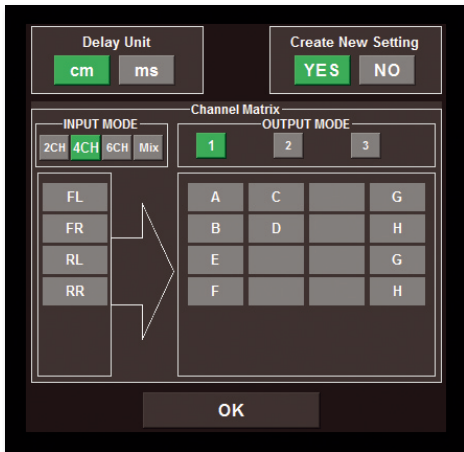 Delay Unit
cm ms
Create New Setting
YES NO
Channel Matrix
INPUT MODE
2CH 4CH 6CH Mix
OUTPUT MODE
1 2 3
FL A C G
FR B D H
RL E G
RR F H
OK